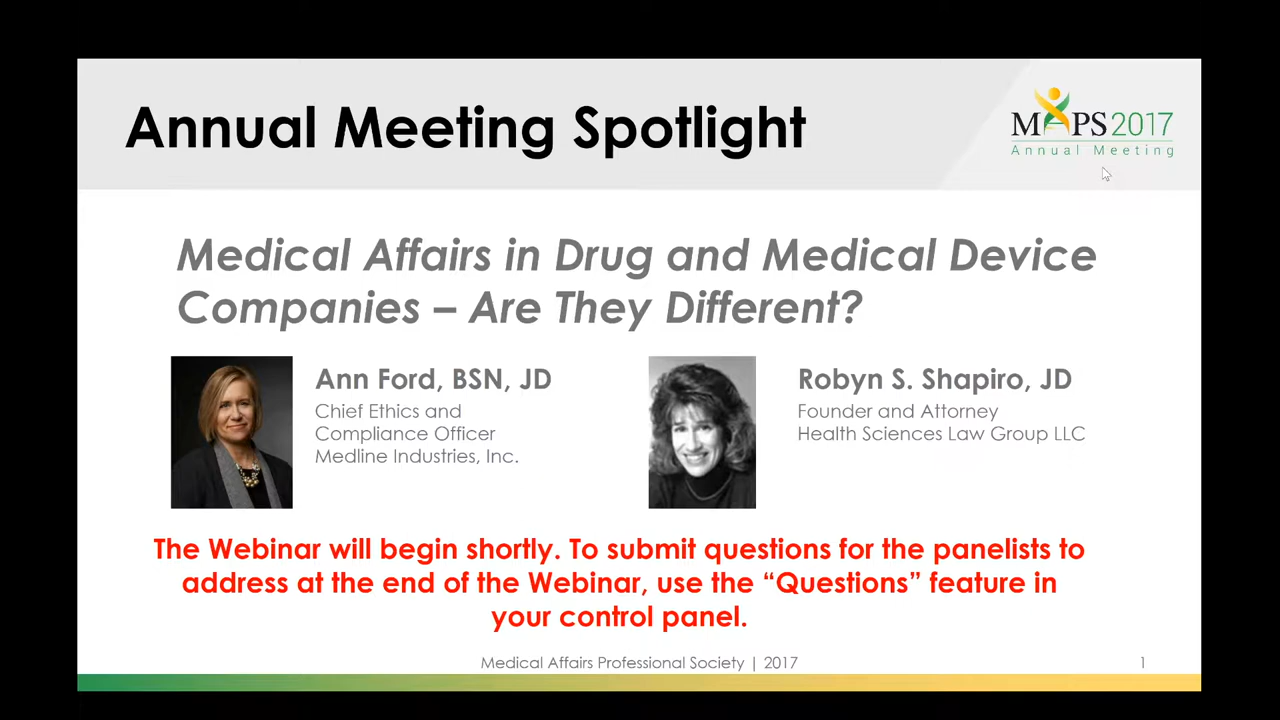 Annual Meeting Spotlight
MAPS2017
Annual Meeting
Medical Affairs in Drug and Medical Device
Companies – Are They Different?
Ann Ford, BSN, JD
Chief Ethics and
Compliance Officer
Medline Industries, Inc.
Robyn S. Shapiro, JD
Founder and Attorney
Health Sciences Law Group LLC
The Webinar will begin shortly. To submit questions for the panelists to
address at the end of the Webinar, use the “Questions” feature in
your control panel.
Medical Affairs Professional Society | 2017
1